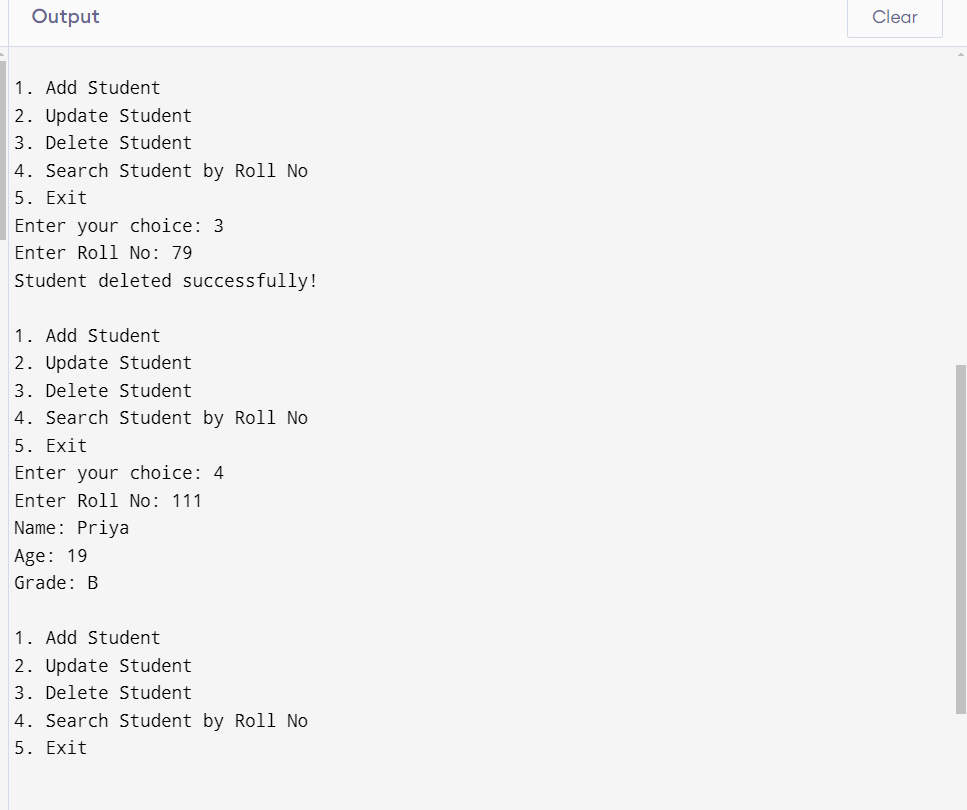 Output
Clear
1. Add Student
2. Update Student
3. Delete Student
4. Search Student by Roll No
5. Exit
Enter your choice: 3
Enter Roll No: 79
Student deleted successfully!
1. Add Student
2. Update Student
3. Delete Student
4. Search Student by Roll No
5. Exit
Enter your choice: 4
Enter Roll No: 111
Name: Priya
Age: 19
Grade: B
1. Add Student
2. Update Student
3. Delete Student
4. Search Student by Roll No
5. Exit